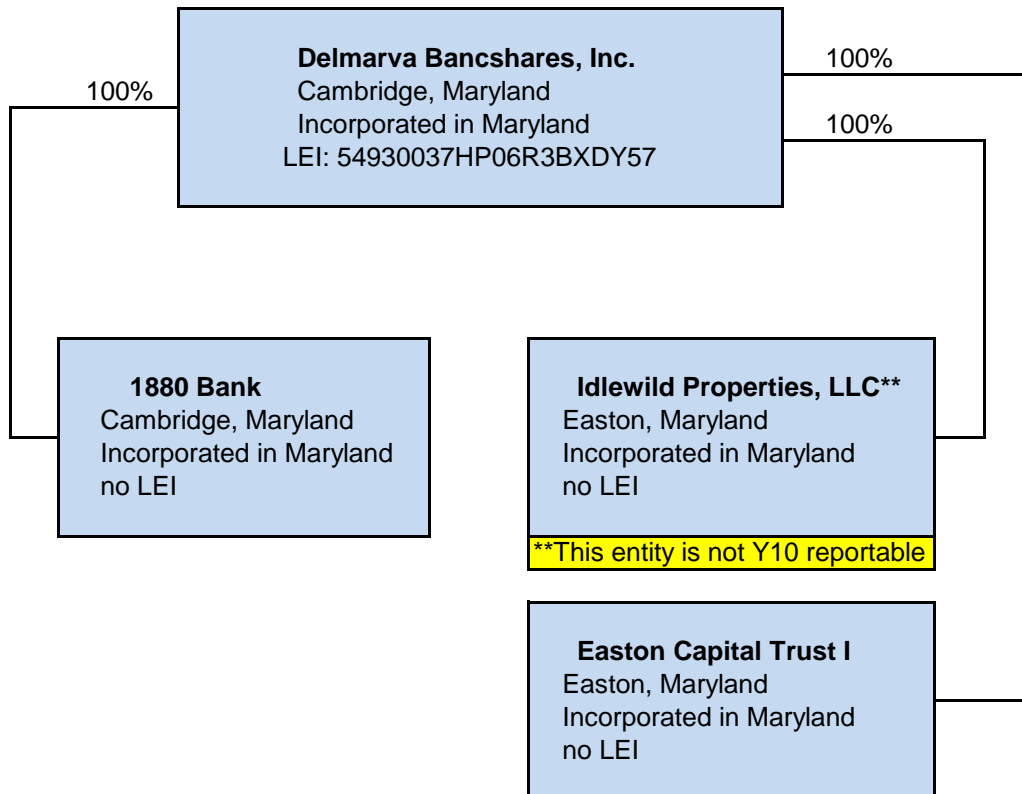 Delmarva Bancshares, Inc.
Cambridge, Maryland
Incorporated in Maryland
LEI: 54930037HP06R3BXDY57
100%
100%
100%
1880 Bank
Cambridge, Maryland
Incorporated in Maryland
no LEI
Idlewild Properties, LLC**
Easton, Maryland
Incorporated in Maryland
no LEI
**This entity is not Y10 reportable
Easton Capital Trust I
Easton, Maryland
Incorporated in Maryland
no LEI